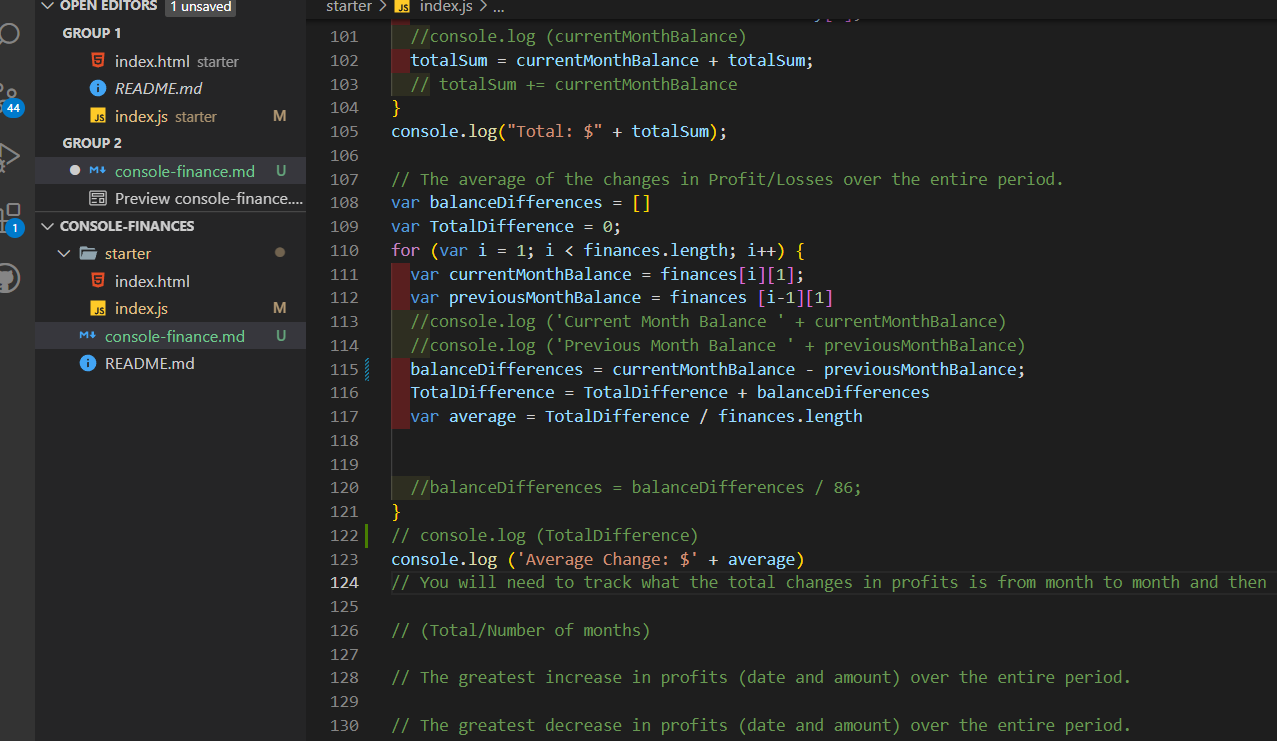 OPEN EDITORS
1 unsaved
GROUP 1
index.html starter
README.md
JS index.js starter M
GROUP 2
console-finance.md U
Preview console-finance....
CONSOLE-FINANCES
starter
index.html
JS index.js M
console-finance.md U
README.md
44
1
starter > JS index.js > ...
101 //console.log (currentMonthBalance)
102 totalSum = currentMonthBalance + totalSum;
103 // totalSum += currentMonthBalance
104 }
105 console.log("Total: $" + totalSum);
106
107 // The average of the changes in Profit/Losses over the entire period.
108 var balanceDifferences = []
109 var TotalDifference = 0;
110 for (var i = 1; i < finances.length; i++) {
111 var currentMonthBalance = finances[i][1];
112 var previousMonthBalance = finances [i-1][1]
113 //console.log ('Current Month Balance ' + currentMonthBalance)
114 //console.log ('Previous Month Balance ' + previousMonthBalance)
115 balanceDifferences = currentMonthBalance - previousMonthBalance;
116 TotalDifference = TotalDifference + balanceDifferences
117 var average = TotalDifference / finances.length
118
119
120 //balanceDifferences = balanceDifferences / 86;
121 }
122 // console.log (TotalDifference)
123 console.log ('Average Change: $' + average)
124 // You will need to track what the total changes in profits is from month to month and then
125
126 // (Total/Number of months)
127
128 // The greatest increase in profits (date and amount) over the entire period.
129
130 // The greatest decrease in profits (date and amount) over the entire period.